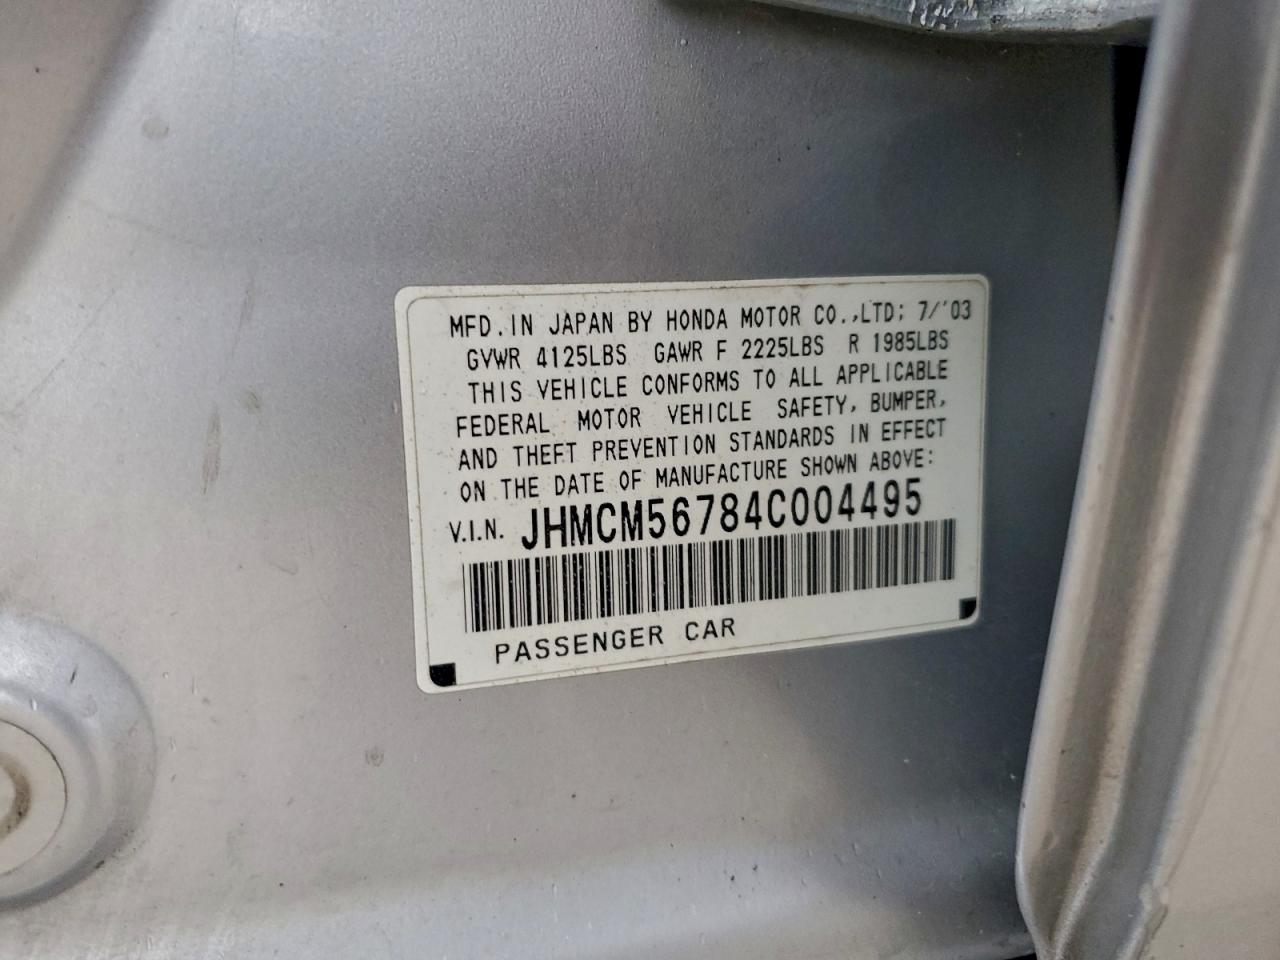 MFD. IN JAPAN BY HONDA MOTOR CO.,LTD; 7/'03
GVWR 4125LBS GAWR F 2225LBS R 1985LBS
THIS VEHICLE CONFORMS TO ALL APPLICABLE
FEDERAL MOTOR VEHICLE SAFETY, BUMPER,
AND THEFT PREVENTION STANDARDS IN EFFECT
ON THE DATE OF MANUFACTURE SHOWN ABOVE:
V.I.N. JHMCM56784C004495
PASSENGER CAR